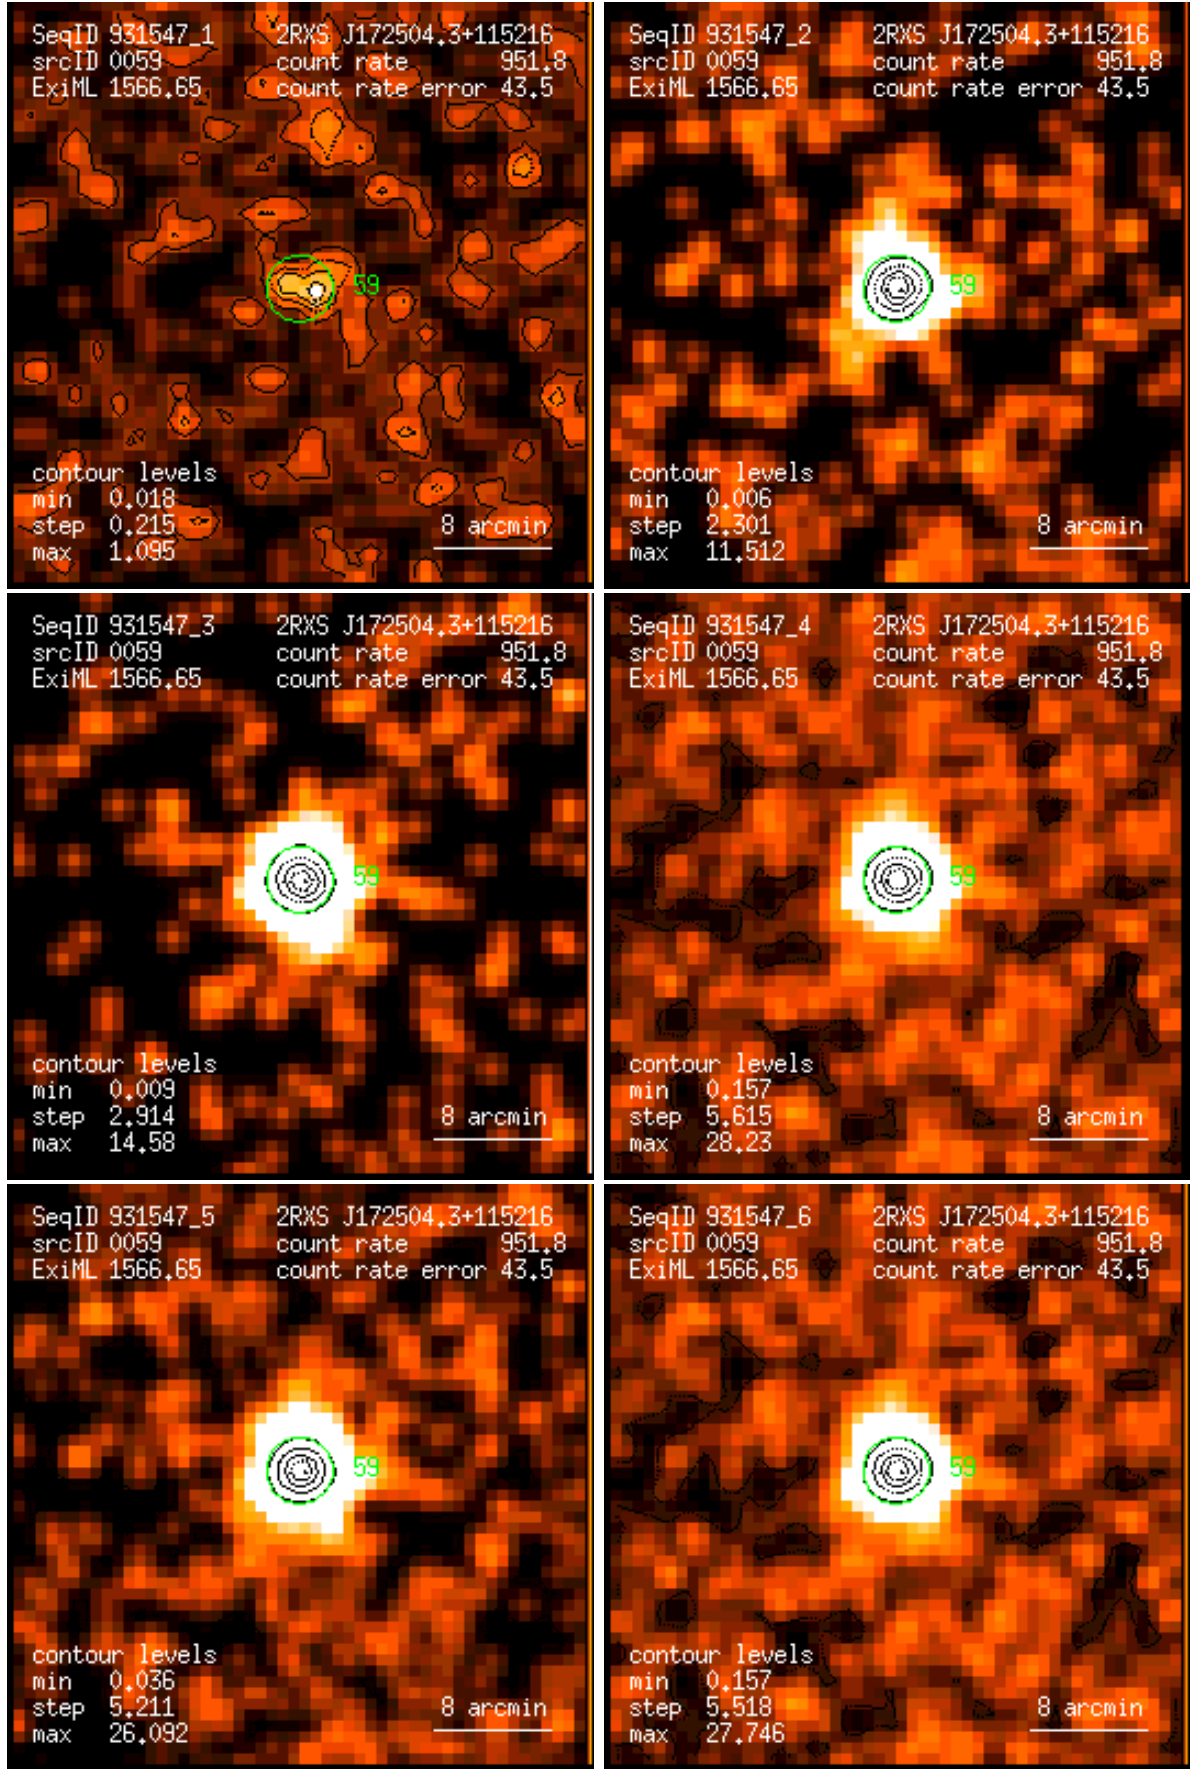 SeqID 931547_1 2RXS J172504.3+115216
srcID 0059 count rate 951.8
ExiML 1566.65 count rate error 43.5
59
contour levels
min 0.018
step 0.215 8 arcmin
max 1.095
SeqID 931547_2 2RXS J172504.3+115216
srcID 0059 count rate 951.8
ExiML 1566.65 count rate error 43.5
59
contour levels
min 0.006
step 2.301 8 arcmin
max 11.512
SeqID 931547_3 2RXS J172504.3+115216
srcID 0059 count rate 951.8
ExiML 1566.65 count rate error 43.5
59
contour levels
min 0.009
step 2.914 8 arcmin
max 14.58
SeqID 931547_4 2RXS J172504.3+115216
srcID 0059 count rate 951.8
ExiML 1566.65 count rate error 43.5
59
contour levels
min 0.157
step 5.615 8 arcmin
max 28.23
SeqID 931547_5 2RXS J172504.3+115216
srcID 0059 count rate 951.8
ExiML 1566.65 count rate error 43.5
59
contour levels
min 0.036
step 5.211 8 arcmin
max 26.092
SeqID 931547_6 2RXS J172504.3+115216
srcID 0059 count rate 951.8
ExiML 1566.65 count rate error 43.5
59
contour levels
min 0.157
step 5.518 8 arcmin
max 27.746